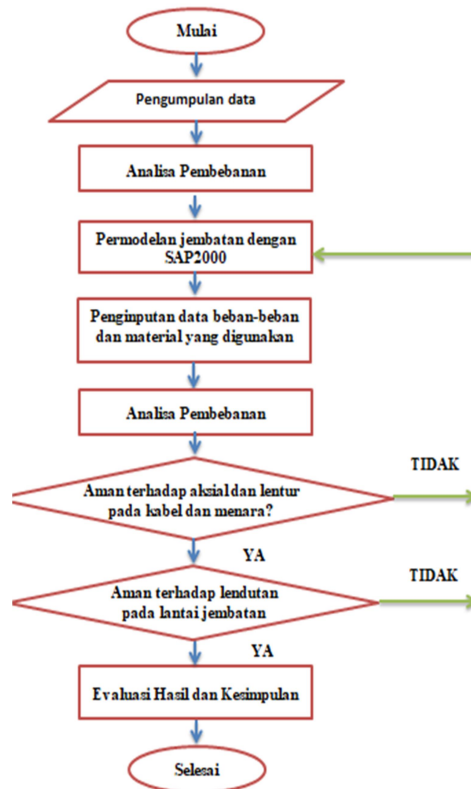 Mulai
Pengumpulan data
Analisa Pembebanan
Permodelan jembatan dengan
SAP2000
Penginputan data beban-beban
dan material yang digunakan
Analisa Pembebanan
Aman terhadap aksial dan lentur
pada kabel dan menara?
TIDAK
YA
Aman terhadap lendutan
pada lantai jembatan
TIDAK
YA
Evaluasi Hasil dan Kesimpulan
Selesai